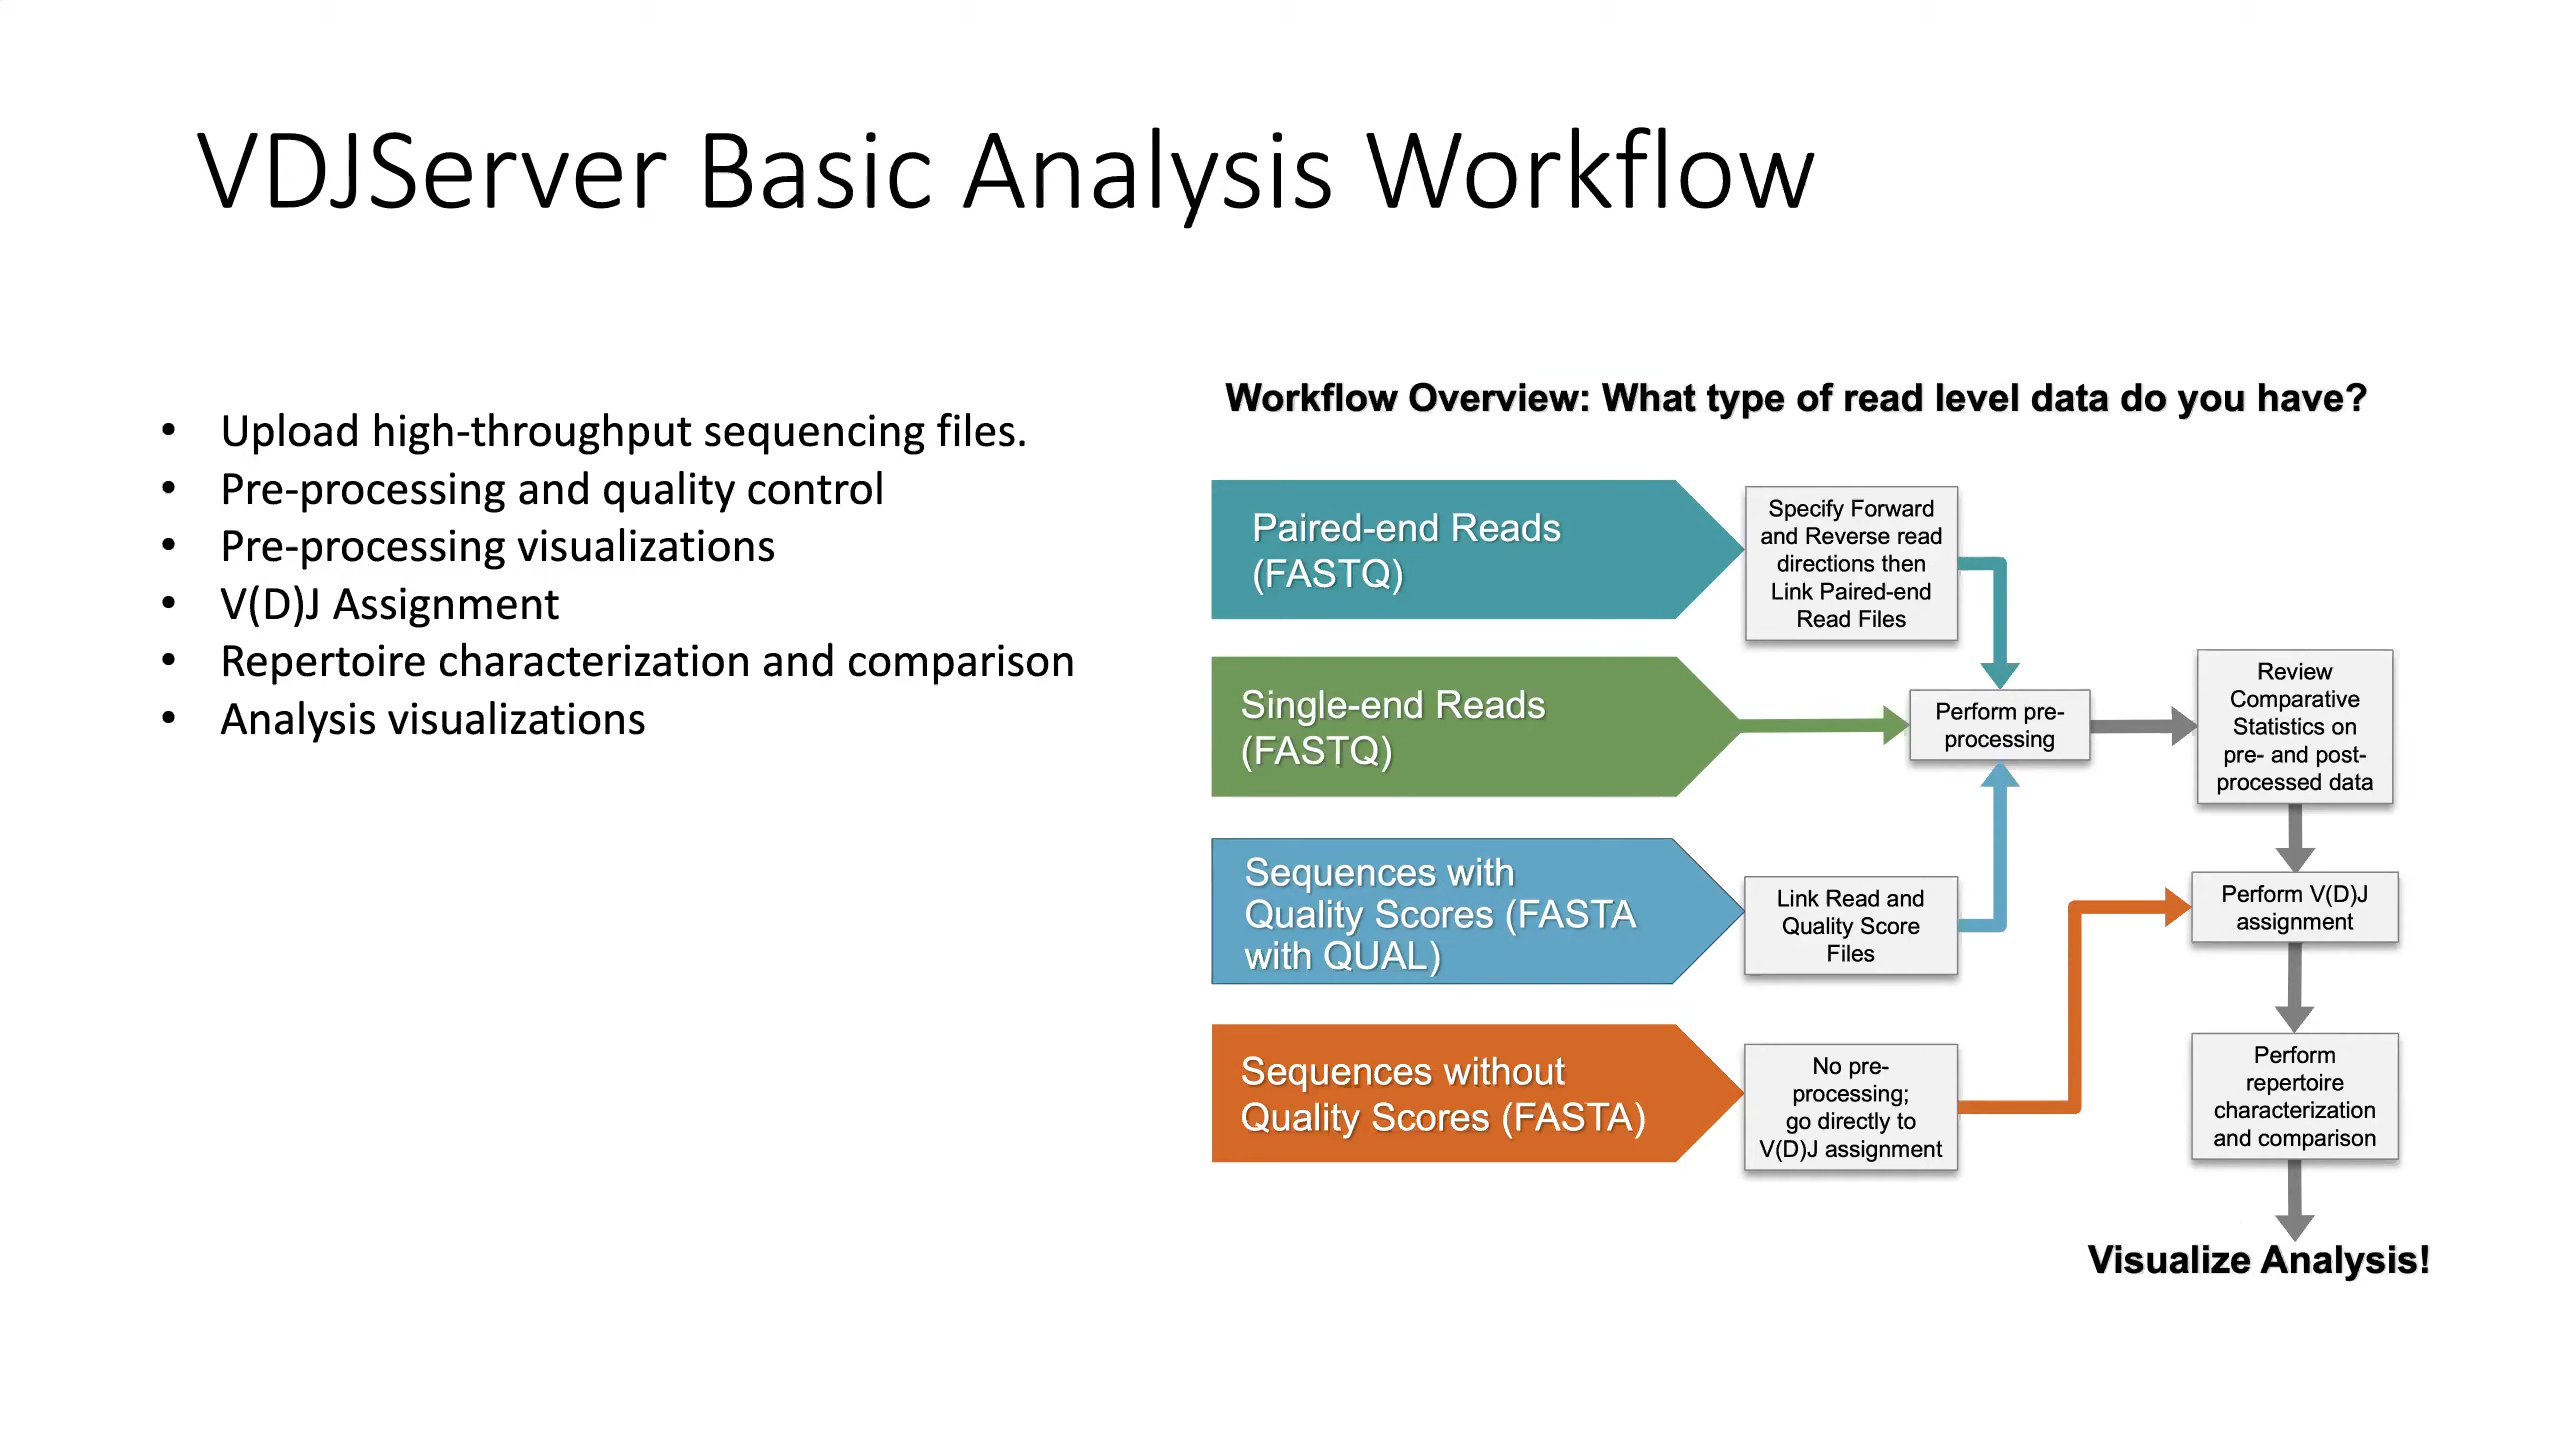 VDJServer Basic Analysis Workflow
• Upload high-throughput sequencing files.
• Pre-processing and quality control
• Pre-processing visualizations
• V(D)J Assignment
• Repertoire characterization and comparison
• Analysis visualizations
Workflow Overview: What type of read level data do you have?
Paired-end Reads
(FASTQ)
Specify Forward
and Reverse read
directions then
Link Paired-end
Read Files
Single-end Reads
(FASTQ)
Perform pre-
processing
Review
Comparative
Statistics on
pre- and post-
processed data
Sequences with
Quality Scores (FASTA
with QUAL)
Link Read and
Quality Score
Files
Perform V(D)J
assignment
Sequences without
Quality Scores (FASTA)
No pre-
processing;
go directly to
V(D)J assignment
Perform
repertoire
characterization
and comparison
Visualize Analysis!